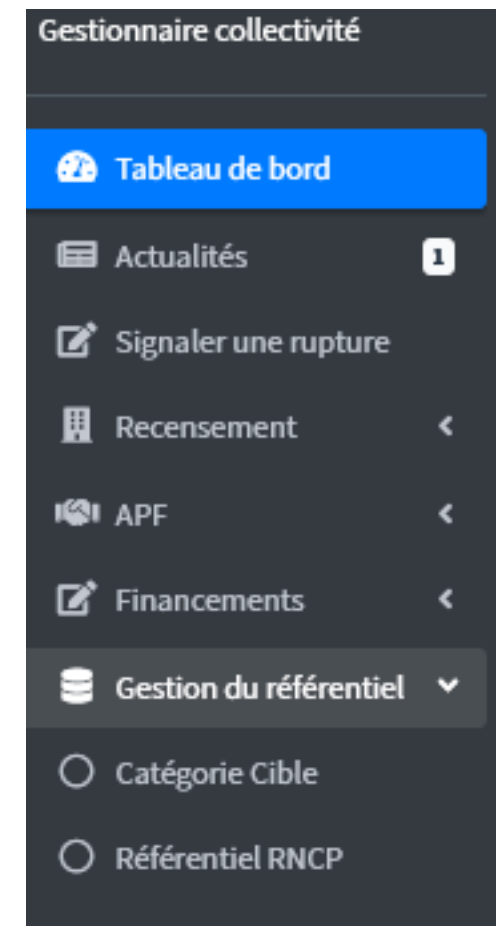 Gestionnaire collectivité
Tableau de bord
Actualités 1
Signaler une rupture
Recensement
APF
Financements
Gestion du référentiel
Catégorie Cible
Référentiel RNCP